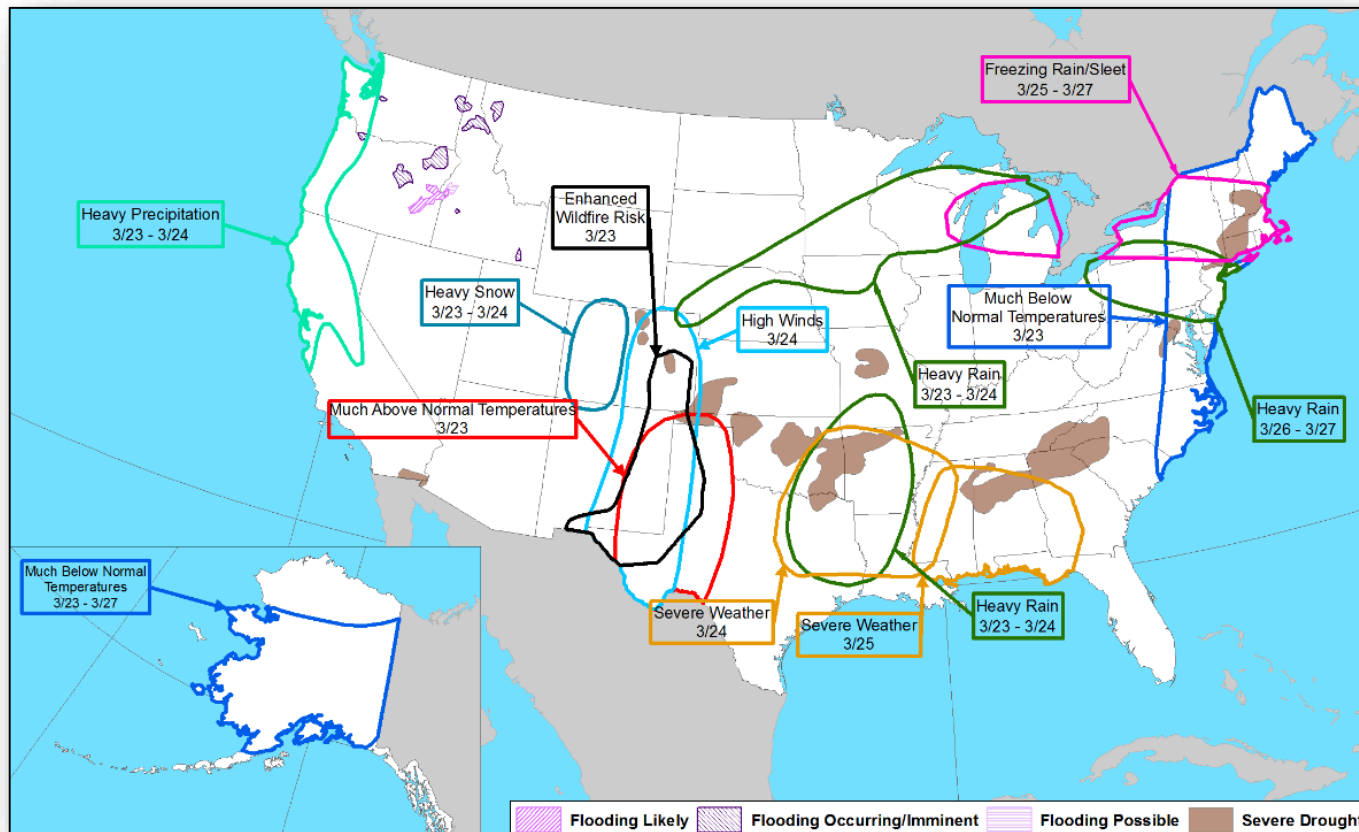 Freezing Rain/Sleet
3/25 - 3/27
Enhanced
Wildfire Risk
3/23
Heavy Precipitation
3/23 - 3/24
Heavy Snow
3/23 - 3/24
High Winds
3/24
Much Below
Normal Temperatures
3/23
Heavy Rain
3/23 - 3/24
Much Above Normal Temperatures
3/23
Heavy Rain
3/26 - 3/27
Much Below Normal
Temperatures
3/23 - 3/27
Severe Weather
3/24
Severe Weather
3/25
Heavy Rain
3/23 - 3/24
Flooding Likely
Flooding Occurring/Imminent
Flooding Possible
Severe Drought